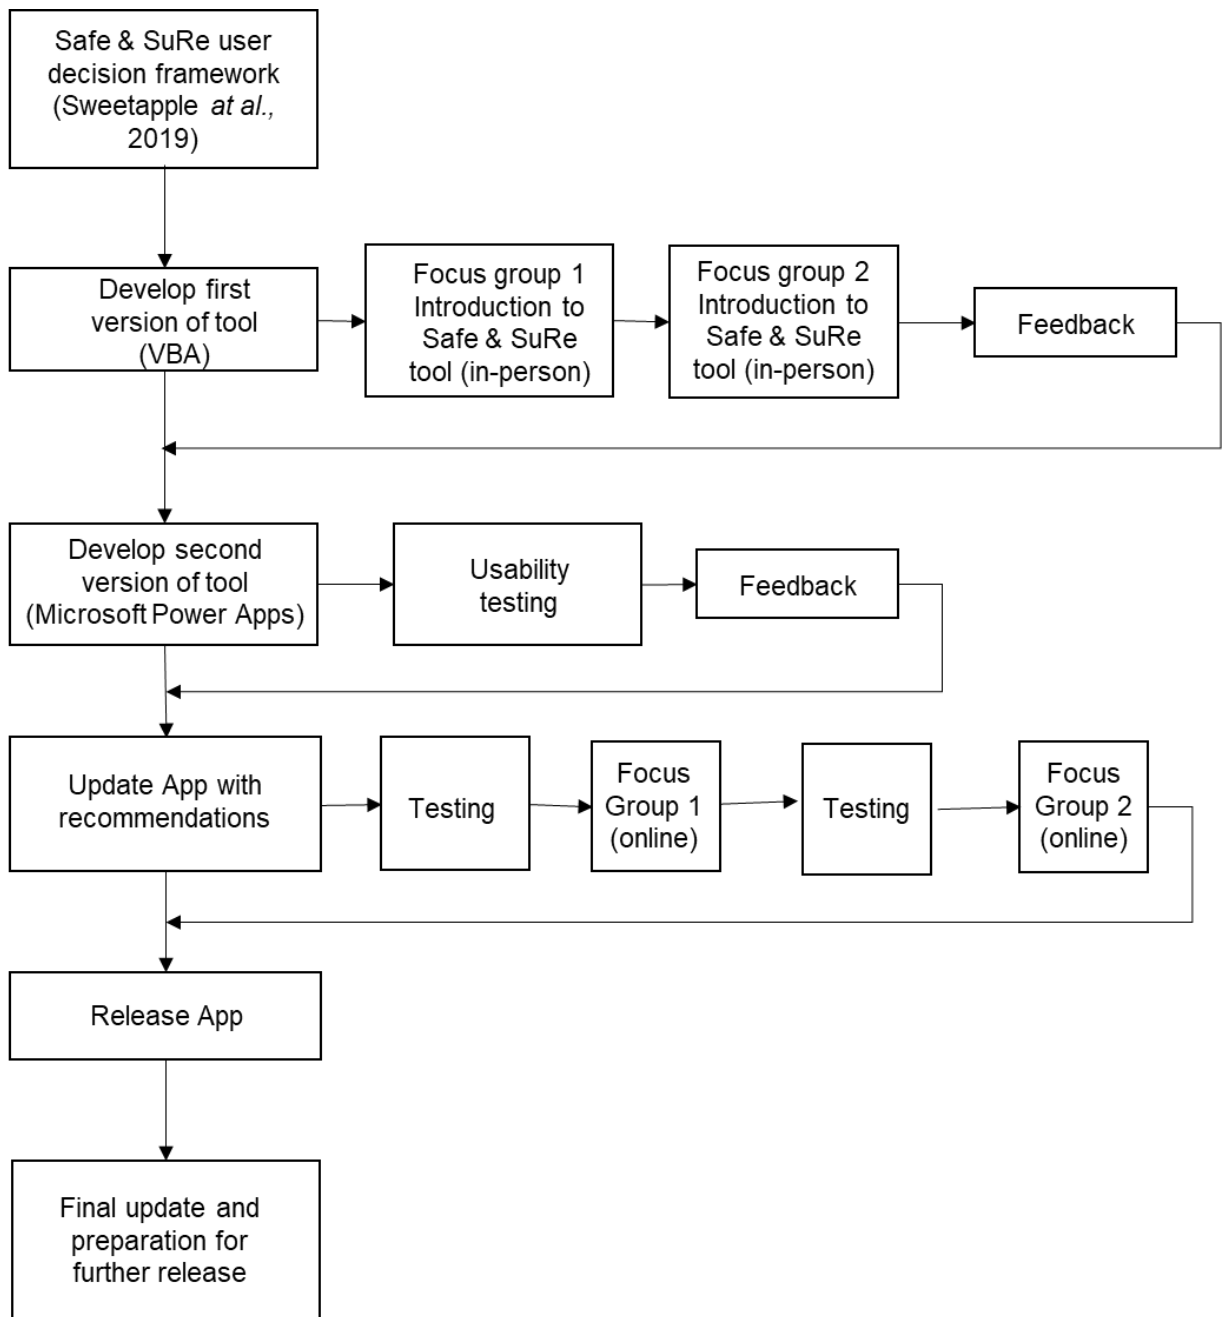 Safe & SuRe user
decision framework
(Sweetapple at al.,
2019)
Develop first
version of tool
(VBA)
Focus group 1
Introduction to
Safe & SuRe
tool (in-person)
Focus group 2
Introduction to
Safe & SuRe
tool (in-person)
Feedback
Develop second
version of tool
(Microsoft Power Apps)
Usability
testing
Feedback
Update App with
recommendations
Testing
Focus
Group 1
(online)
Testing
Focus
Group 2
(online)
Release App
Final update and
preparation for
further release